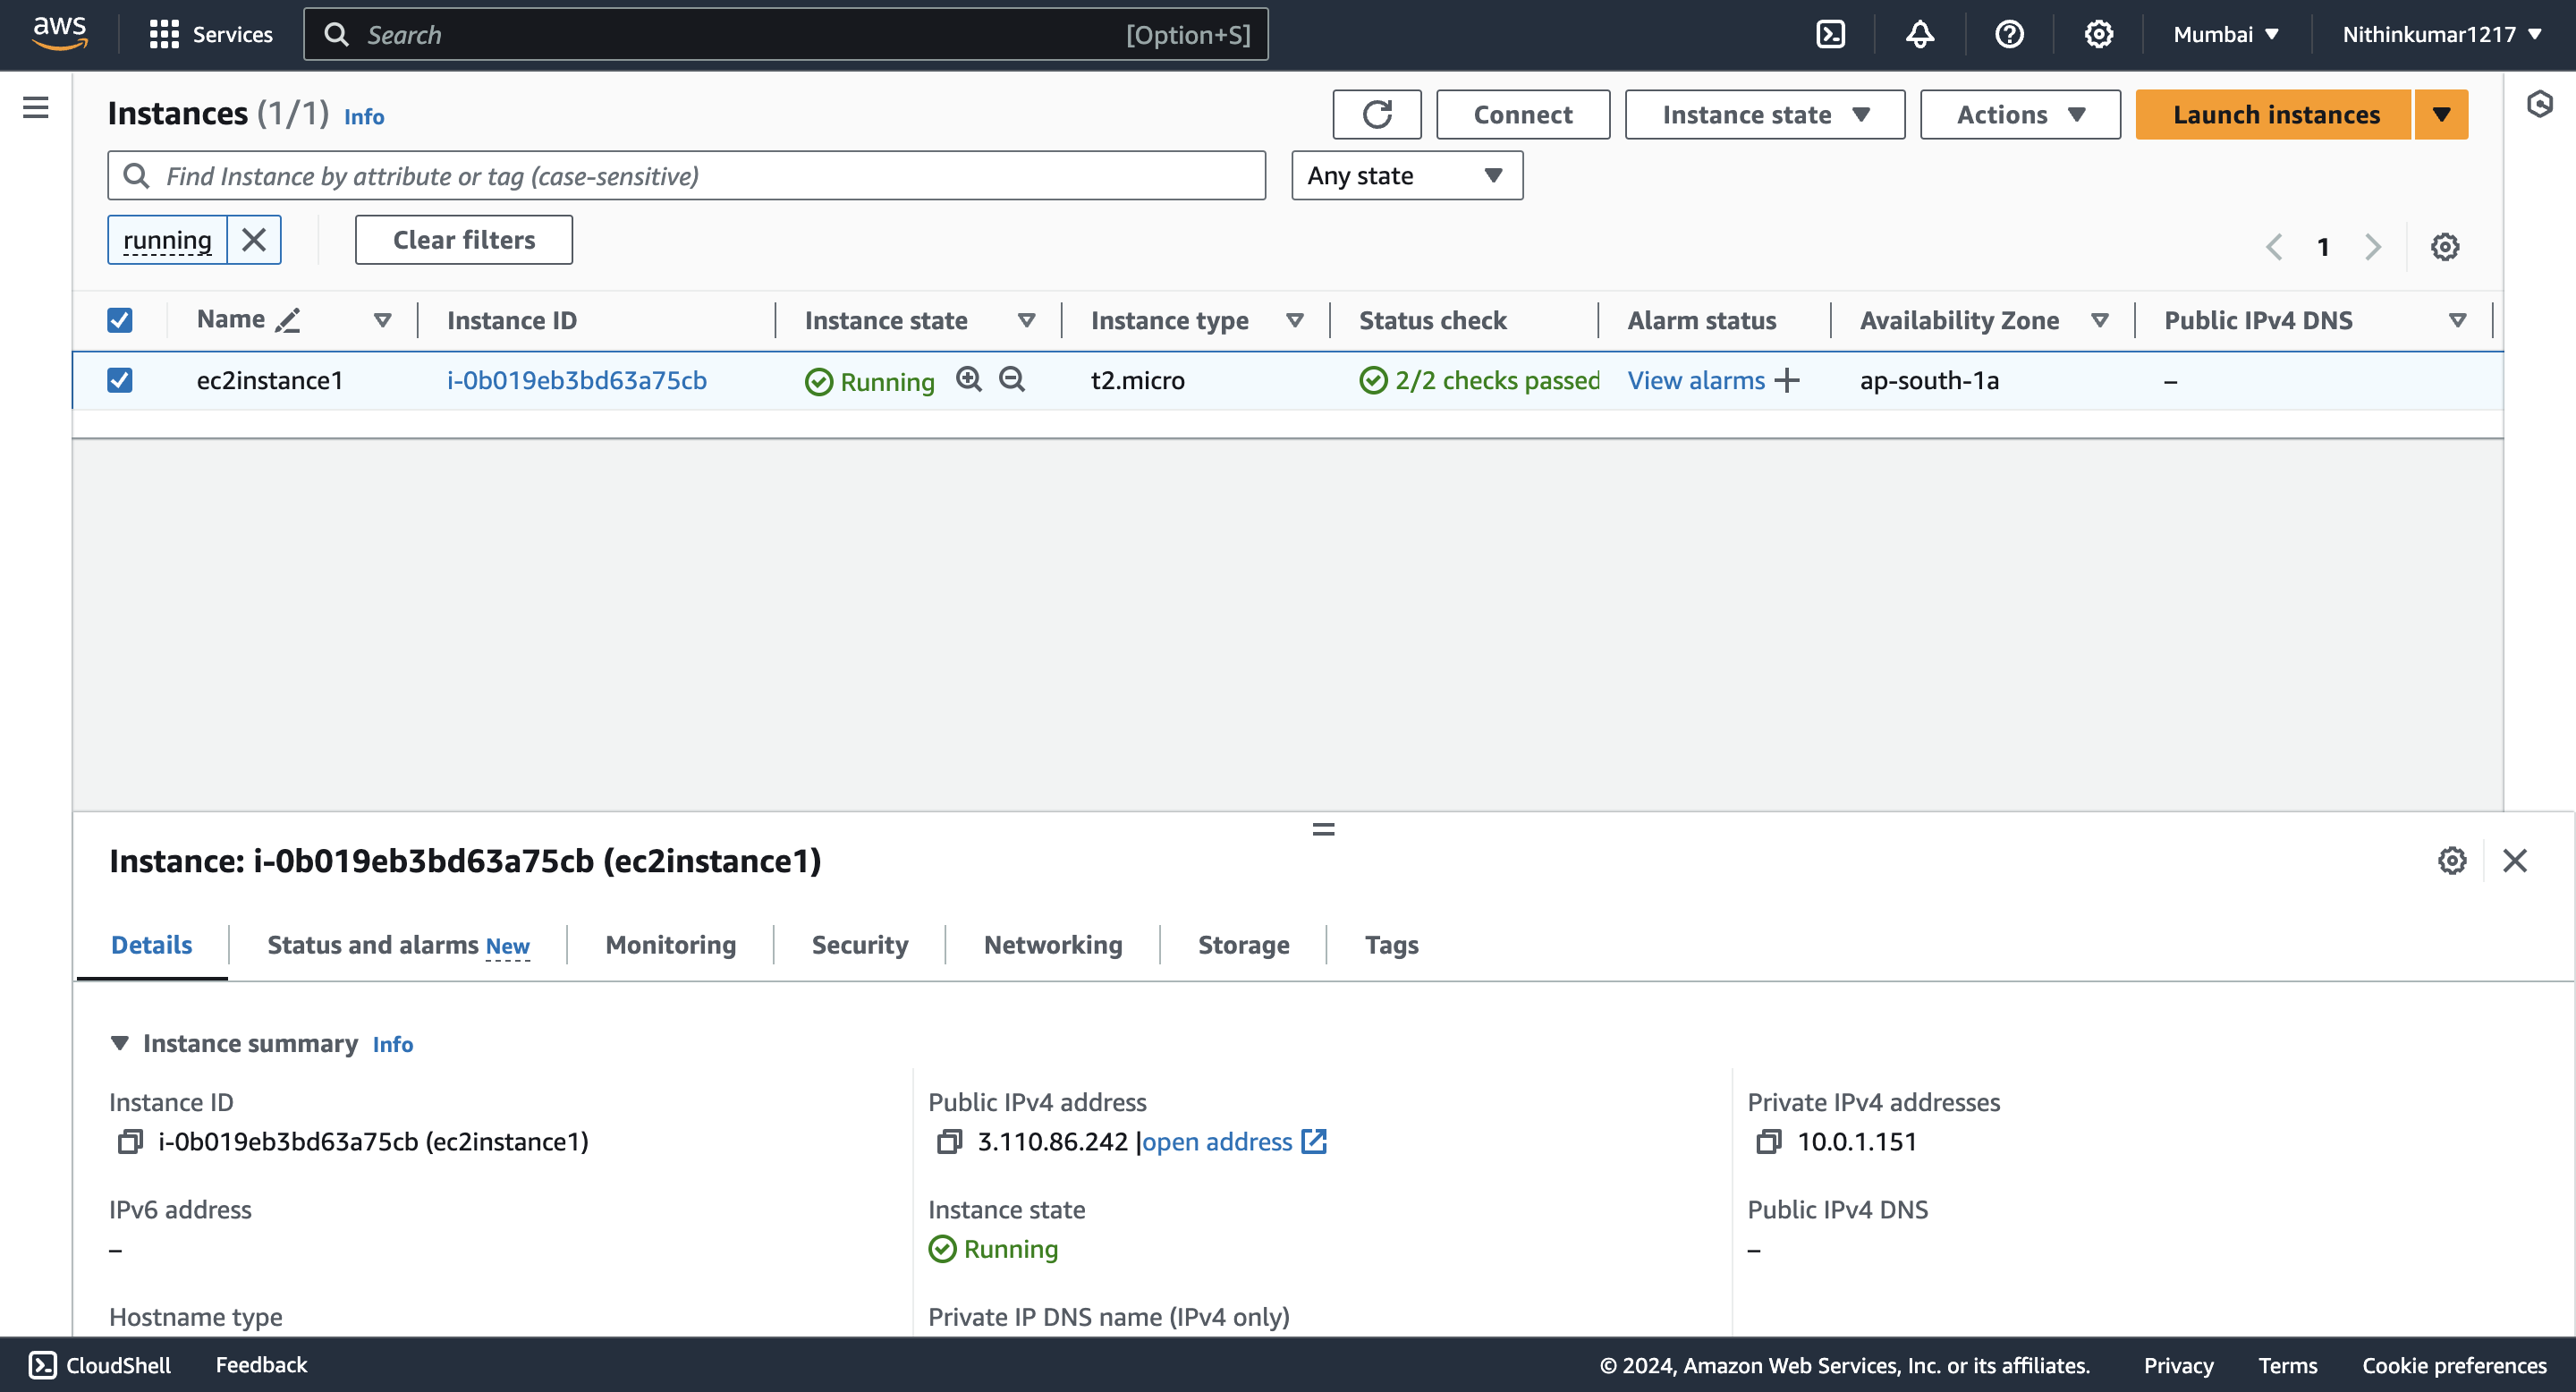 aws Services Search [Option+S] Mumbai Nithinkumar1217
Instances (1/1) Info Connect Instance state Actions Launch instances
Find Instance by attribute or tag (case-sensitive) Any state
running Clear filters 1
Name Instance ID Instance state Instance type Status check Alarm status Availability Zone Public IPv4 DNS
ec2instance1 i-0b019eb3bd63a75cb Running t2.micro 2/2 checks passed View alarms + ap-south-1a –
Instance: i-0b019eb3bd63a75cb (ec2instance1)
Details Status and alarms New Monitoring Security Networking Storage Tags
Instance summary Info
Instance ID Public IPv4 address Private IPv4 addresses
i-0b019eb3bd63a75cb (ec2instance1) 3.110.86.242 |open address 10.0.1.151
IPv6 address Instance state Public IPv4 DNS
– Running –
Hostname type Private IP DNS name (IPv4 only)
CloudShell Feedback © 2024, Amazon Web Services, Inc. or its affiliates. Privacy Terms Cookie preferences